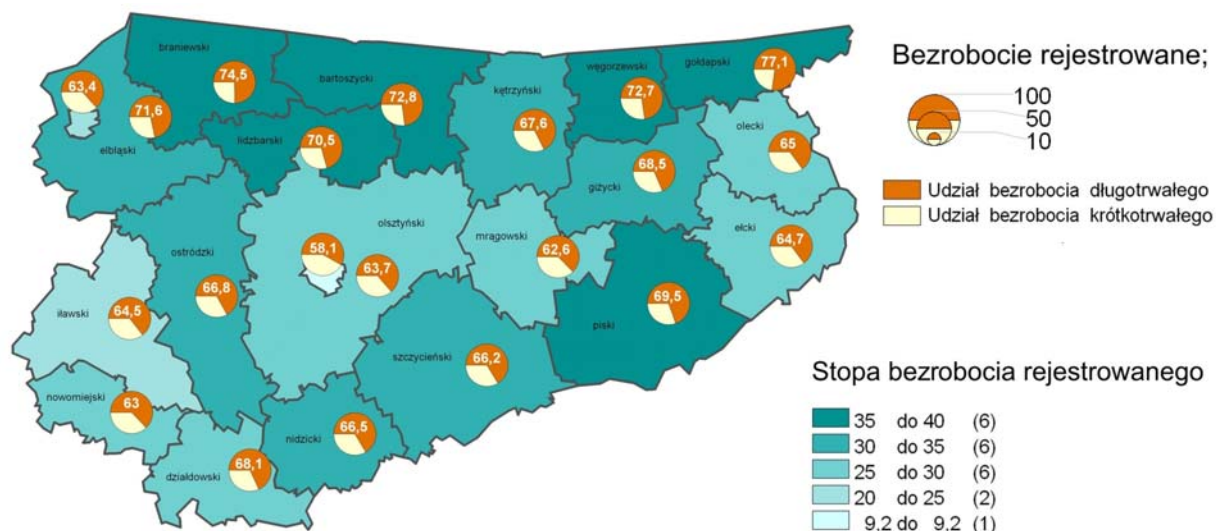 braniewski
74,5
bartoszycki
72,8
węgorzewski
72,7
gołdapski
77,1
63,4
71,6
elbląski
lidzbarski
70,5
kętrzyński
67,6
olecki
65
giżycki
68,5
olsztyński
58,1
63,7
mrągowski
62,6
ełcki
64,7
ostródzki
66,8
iławski
64,5
piski
69,5
szczycieński
66,2
nowomiejski
63
nidzicki
66,5
działdowski
68,1
Bezrobocie rejestrowane;
100
50
10
Udział bezrobocia długotrwałego
Udział bezrobocia krótkotrwałego
Stopa bezrobocia rejestrowanego
35 do 40 (6)
30 do 35 (6)
25 do 30 (6)
20 do 25 (2)
9,2 do 9,2 (1)